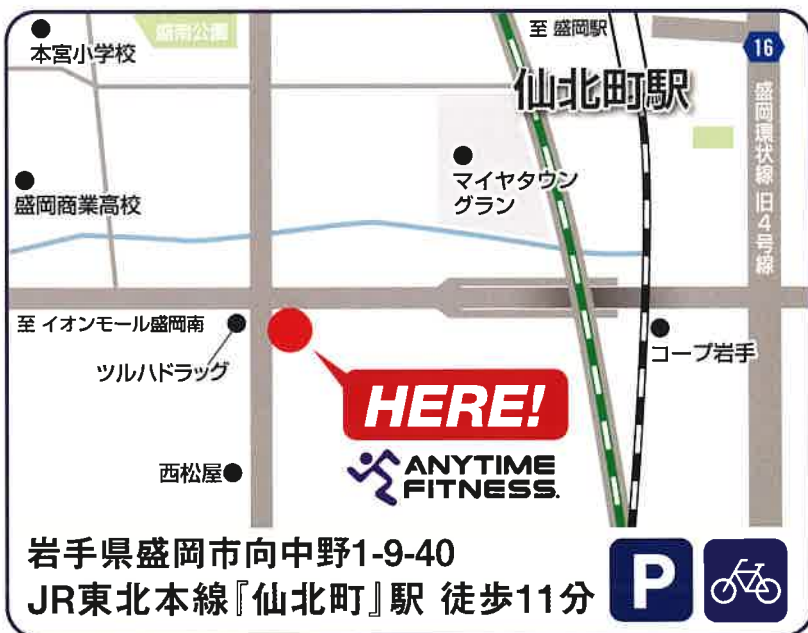 本宮小学校
盛南公園
至 盛岡駅
16
仙北町駅
盛岡環状線 旧4号線
マイヤタウン
グラン
盛岡商業高校
至 イオンモール盛岡南
ツルハドラッグ
コープ岩手
HERE!
西松屋
ANYTIME
FITNESS.
岩手県盛岡市向中野1-9-40
JR東北本線『仙北町』駅 徒歩11分
P